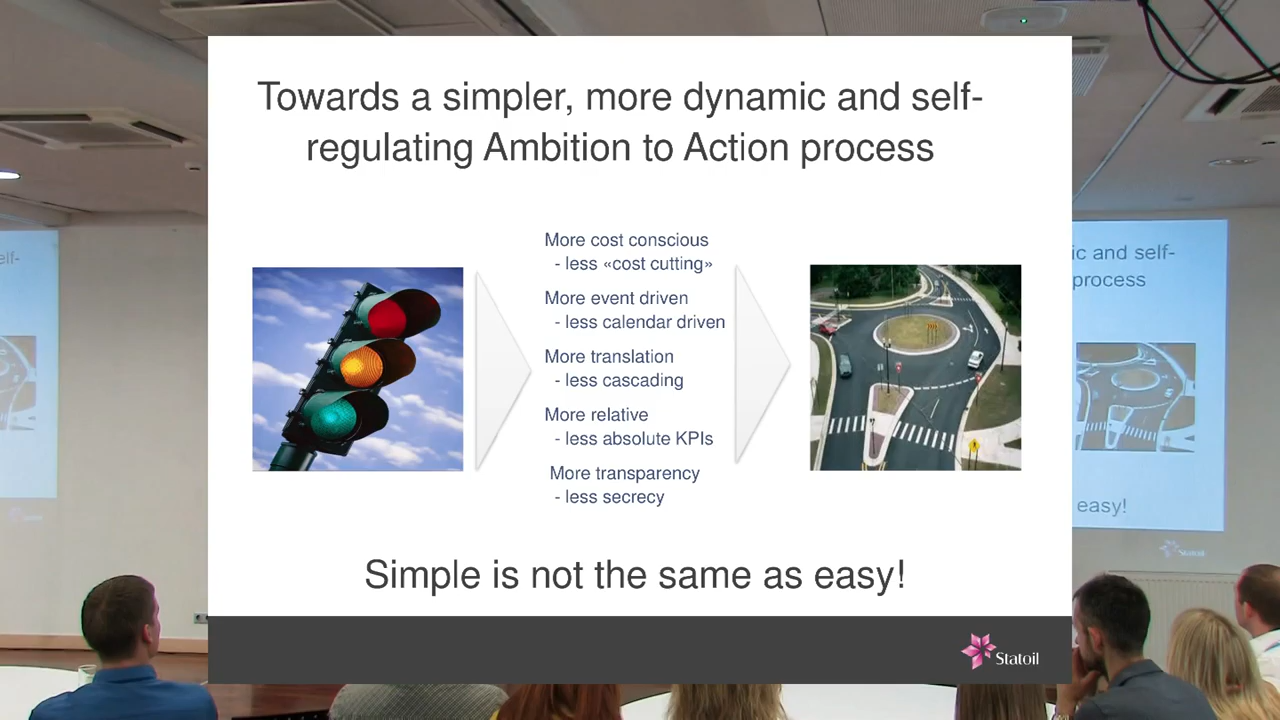 Towards a simpler, more dynamic and self-
regulating Ambition to Action process
More cost conscious
- less «cost cutting»
More event driven
- less calendar driven
More translation
- less cascading
More relative
- less absolute KPIs
More transparency
- less secrecy
Simple is not the same as easy!
Statoil
elf-
ic and self-
process
easy!
Statoil